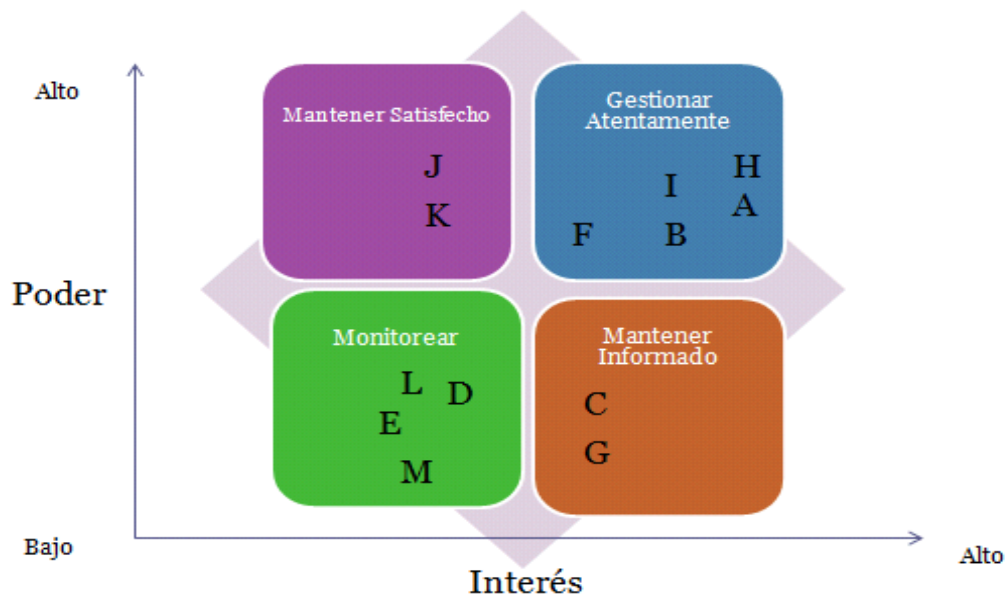 Alto
Mantener Satisfecho
J
K
Gestionar
Atentamente
H
I
A
F
B
Poder
Monitorear
L
D
E
M
Mantener
Informado
C
G
Bajo
Interés
Alto